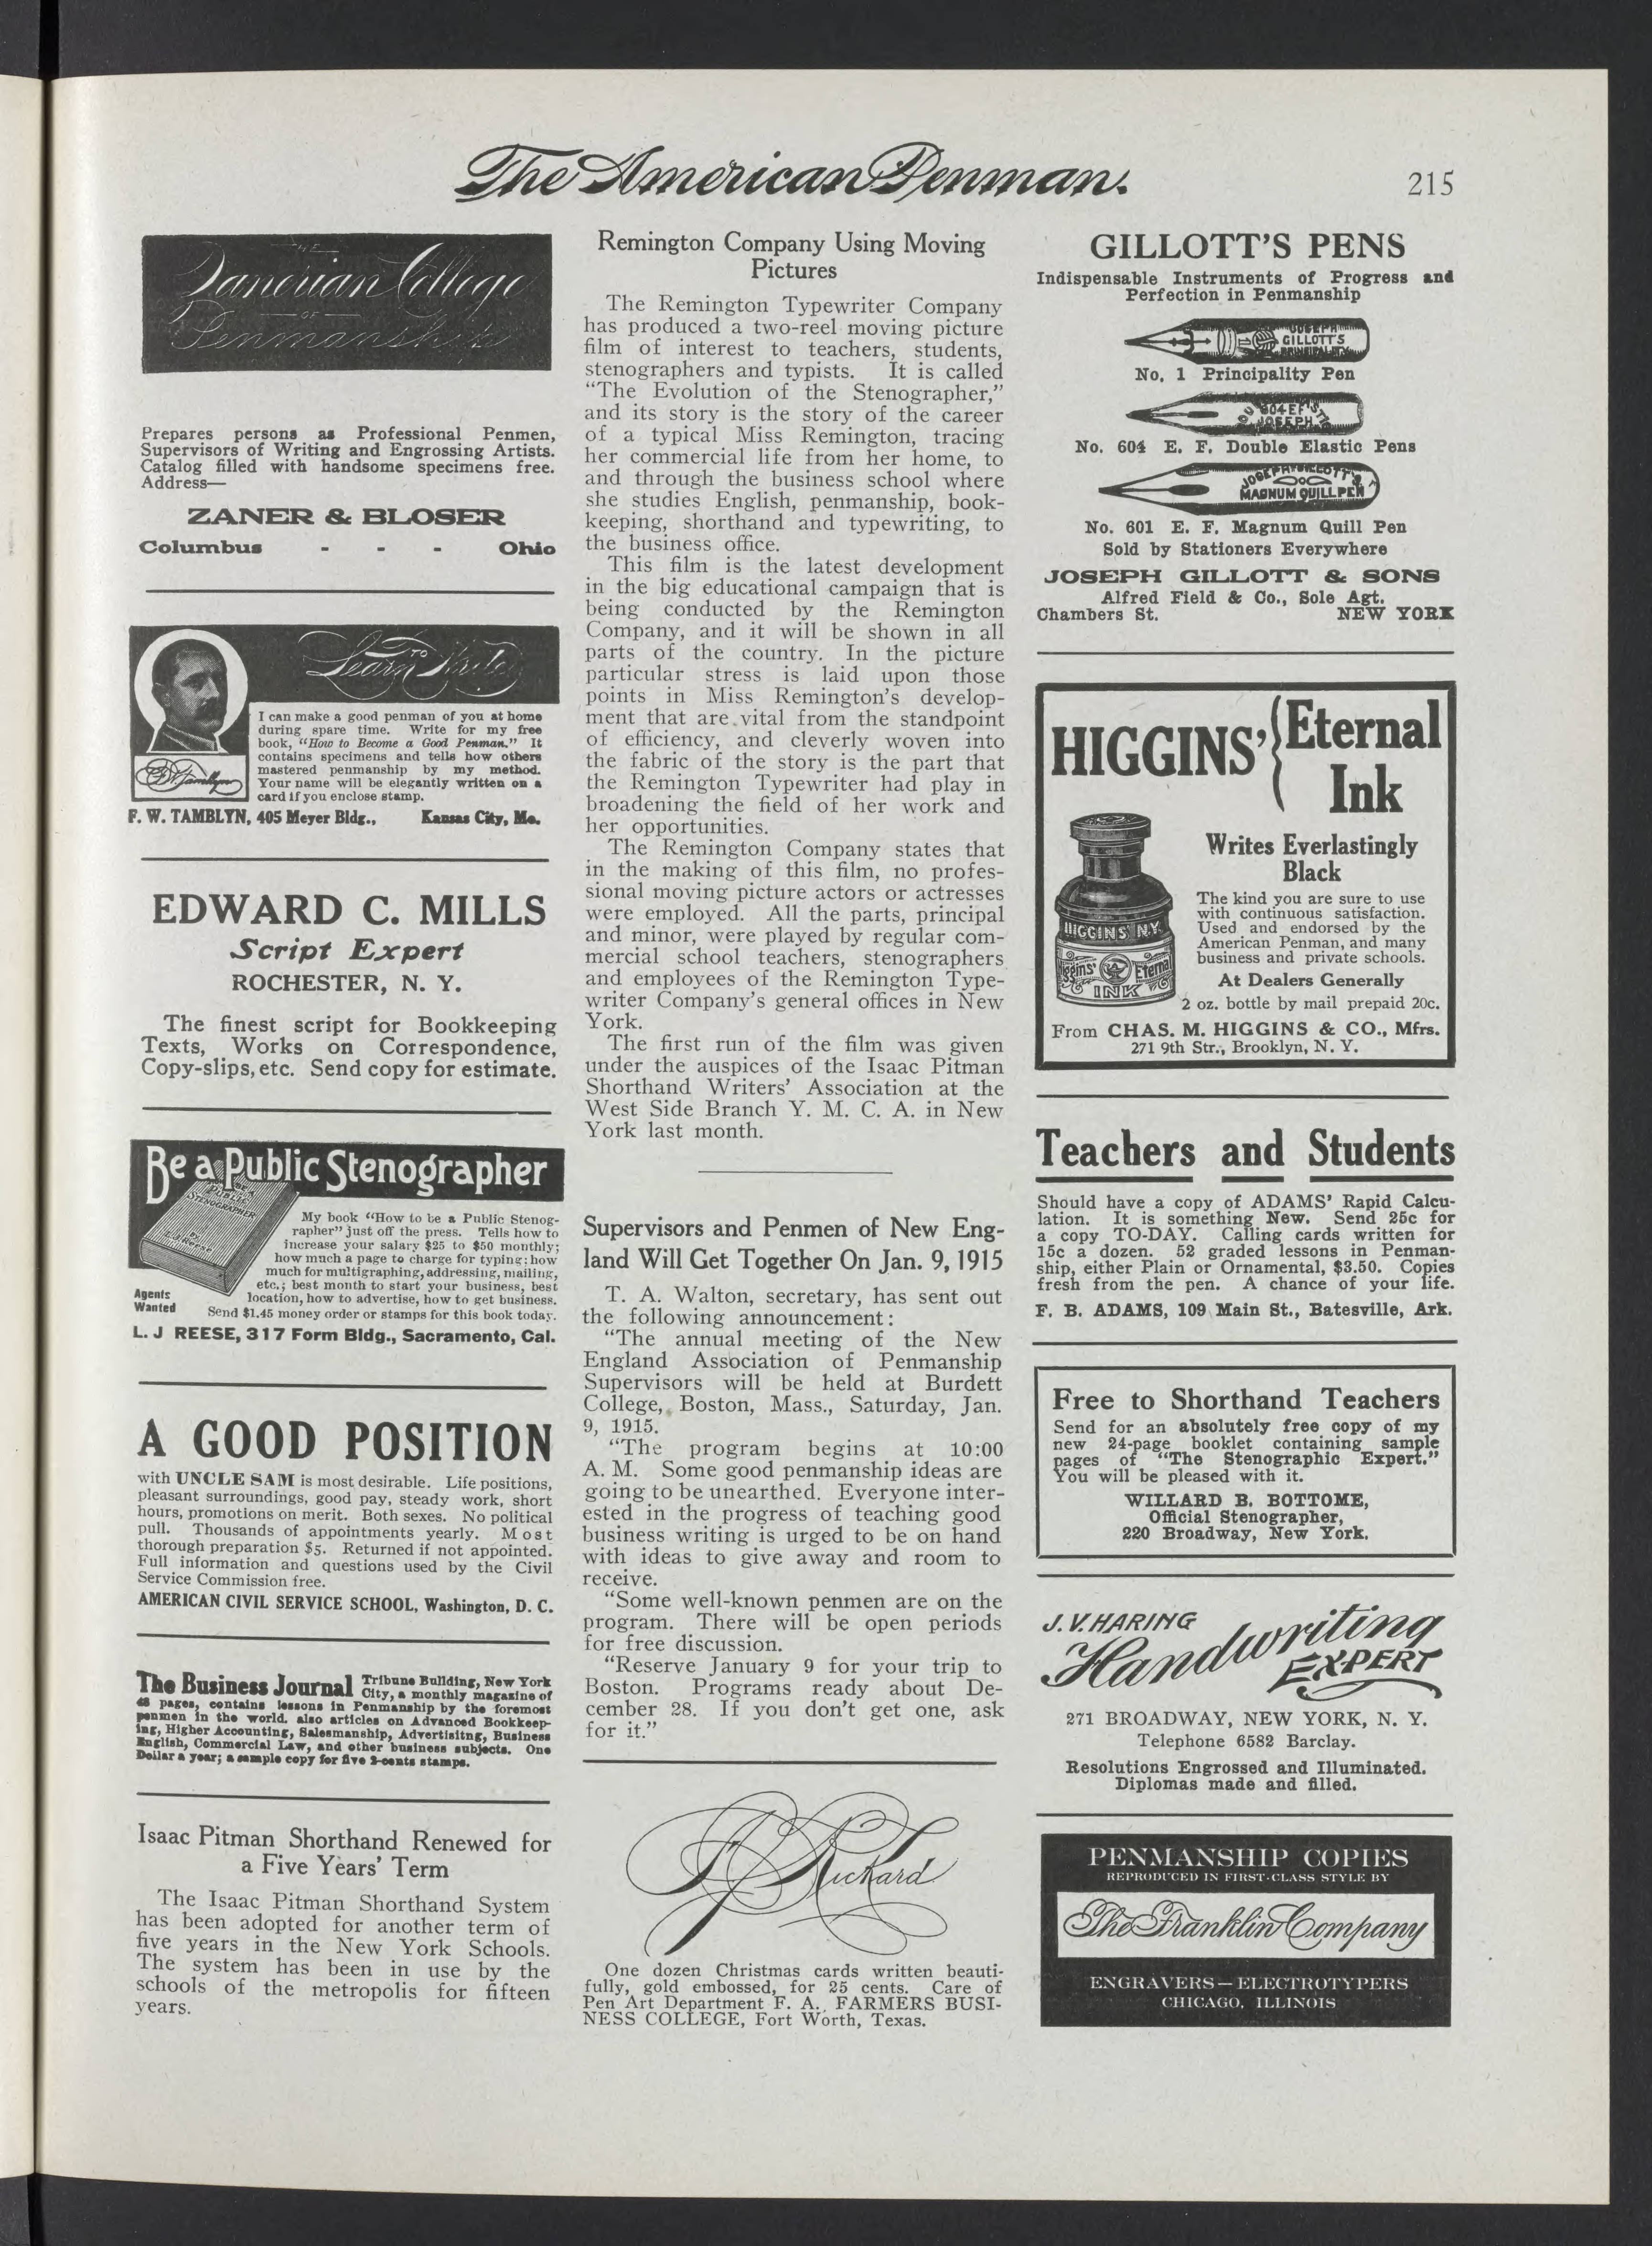 The American Penman.
215
THE
Zanerian College
OF
Penmanship
Prepares persons as Professional Penmen,
Supervisors of Writing and Engrossing Artists.
Catalog filled with handsome specimens free.
Address—
ZANER & BLOSER
Columbus - - - Ohio
Learn TO Write
I can make a good penman of you at home
during spare time. Write for my free
book, "How to Become a Good Penman." It
contains specimens and tells how others
mastered penmanship by my method.
Your name will be elegantly written on a
card if you enclose stamp.
F. W. Tamblyn
F. W. TAMBLYN, 405 Meyer Bldg., Kansas City, Mo.
EDWARD C. MILLS
Script Expert
ROCHESTER, N. Y.
The finest script for Bookkeeping
Texts, Works on Correspondence,
Copy-slips, etc. Send copy for estimate.
Be a Public Stenographer
BE A
PUBLIC
STENOGRAPHER
By
L J Reese
My book "How to be a Public Stenog-
rapher" just off the press. Tells how to
increase your salary $25 to $50 monthly;
how much a page to charge for typing: how
much for multigraphing, addressing, mailing,
etc.; best month to start your business, best
location, how to advertise, how to get business.
Agents
Wanted
Send $1.45 money order or stamps for this book today.
L. J REESE, 317 Form Bldg., Sacramento, Cal.
A GOOD POSITION
with UNCLE SAM is most desirable. Life positions,
pleasant surroundings, good pay, steady work, short
hours, promotions on merit. Both sexes. No political
pull. Thousands of appointments yearly. Most
thorough preparation $5. Returned if not appointed.
Full information and questions used by the Civil
Service Commission free.
AMERICAN CIVIL SERVICE SCHOOL, Washington, D. C.
The Business Journal Tribune Building, New York
City, a monthly magazine of
48 pages, contains lessons in Penmanship by the foremost
penmen in the world. also articles on Advanced Bookkeep-
ing, Higher Accounting, Salesmanship, Advertisitng, Business
English, Commercial Law, and other business subjects. One
Dollar a year; a sample copy for five 2-cents stamps.
Isaac Pitman Shorthand Renewed for
a Five Years' Term
The Isaac Pitman Shorthand System
has been adopted for another term of
five years in the New York Schools.
The system has been in use by the
schools of the metropolis for fifteen
years.
Remington Company Using Moving
Pictures
The Remington Typewriter Company
has produced a two-reel moving picture
film of interest to teachers, students,
stenographers and typists. It is called
"The Evolution of the Stenographer,"
and its story is the story of the career
of a typical Miss Remington, tracing
her commercial life from her home, to
and through the business school where
she studies English, penmanship, book-
keeping, shorthand and typewriting, to
the business office.
This film is the latest development
in the big educational campaign that is
being conducted by the Remington
Company, and it will be shown in all
parts of the country. In the picture
particular stress is laid upon those
points in Miss Remington's develop-
ment that are vital from the standpoint
of efficiency, and cleverly woven into
the fabric of the story is the part that
the Remington Typewriter had play in
broadening the field of her work and
her opportunities.
The Remington Company states that
in the making of this film, no profes-
sional moving picture actors or actresses
were employed. All the parts, principal
and minor, were played by regular com-
mercial school teachers, stenographers
and employees of the Remington Type-
writer Company's general offices in New
York.
The first run of the film was given
under the auspices of the Isaac Pitman
Shorthand Writers' Association at the
West Side Branch Y. M. C. A. in New
York last month.
Supervisors and Penmen of New Eng-
land Will Get Together On Jan. 9, 1915
T. A. Walton, secretary, has sent out
the following announcement:
"The annual meeting of the New
England Association of Penmanship
Supervisors will be held at Burdett
College, Boston, Mass., Saturday, Jan.
9, 1915.
"The program begins at 10:00
A. M. Some good penmanship ideas are
going to be unearthed. Everyone inter-
ested in the progress of teaching good
business writing is urged to be on hand
with ideas to give away and room to
receive.
"Some well-known penmen are on the
program. There will be open periods
for free discussion.
"Reserve January 9 for your trip to
Boston. Programs ready about De-
cember 28. If you don't get one, ask
for it."
Rickard
One dozen Christmas cards written beauti-
fully, gold embossed, for 25 cents. Care of
Pen Art Department F. A., FARMERS BUSI-
NESS COLLEGE, Fort Worth, Texas.
GILLOTT'S PENS
Indispensable Instruments of Progress and
Perfection in Penmanship
JOSEPH
GILLOTT'S
PRINCIPALITY
No. 1 Principality Pen
604 EF
JOSEPH
No. 604 E. F. Double Elastic Pens
JOSEPH GILLOTT'S
MAGNUM QUILL PEN
No. 601 E. F. Magnum Quill Pen
Sold by Stationers Everywhere
JOSEPH GILLOTT & SONS
Alfred Field & Co., Sole Agt.
Chambers St. NEW YORK
HIGGINS' Eternal
Ink
Writes Everlastingly
Black
HIGGINS' N.Y.
Higgins' Eternal
INK
The kind you are sure to use
with continuous satisfaction.
Used and endorsed by the
American Penman, and many
business and private schools.
At Dealers Generally
2 oz. bottle by mail prepaid 20c.
From CHAS. M. HIGGINS & CO., Mfrs.
271 9th Str., Brooklyn, N. Y.
Teachers and Students
Should have a copy of ADAMS' Rapid Calcu-
lation. It is something New. Send 25c for
a copy TO-DAY. Calling cards written for
15c a dozen. 52 graded lessons in Penman-
ship, either Plain or Ornamental, $3.50. Copies
fresh from the pen. A chance of your life.
F. B. ADAMS, 109 Main St., Batesville, Ark.
Free to Shorthand Teachers
Send for an absolutely free copy of my
new 24-page booklet containing sample
pages of "The Stenographic Expert."
You will be pleased with it.
WILLARD B. BOTTOME,
Official Stenographer,
220 Broadway, New York.
J. V. HARING
Handwriting
EXPERT
271 BROADWAY, NEW YORK, N. Y.
Telephone 6582 Barclay.
Resolutions Engrossed and Illuminated.
Diplomas made and filled.
PENMANSHIP COPIES
REPRODUCED IN FIRST-CLASS STYLE BY
The Franklin Company
ENGRAVERS—ELECTROTYPERS
CHICAGO, ILLINOIS